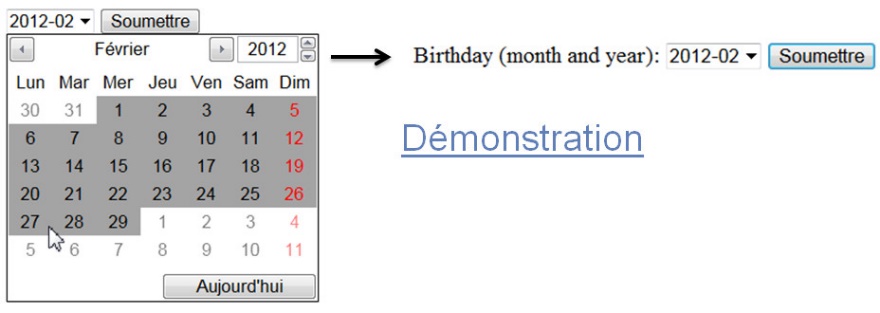 2012-02 Soumettre
Février 2012
Lun Mar Mer Jeu Ven Sam Dim
30 31 1 2 3 4 5
6 7 8 9 10 11 12
13 14 15 16 17 18 19
20 21 22 23 24 25 26
27 28 29 1 2 3 4
5 6 7 8 9 10 11
Aujourd'hui
Birthday (month and year): 2012-02 Soumettre
Démonstration